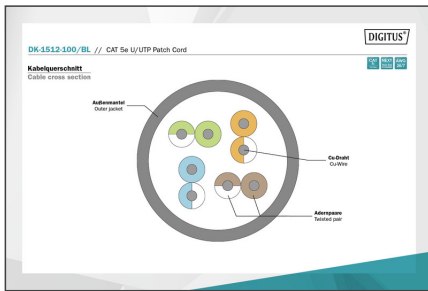 DIGITUS®
DK-1512-100/BL // CAT 5e U/UTP Patch Cord
Kabelquerschnitt
Cable cross section
Außenmantel
Outer jacket
Cu-Draht
Cu-Wire
Adernpaare
Twisted pair